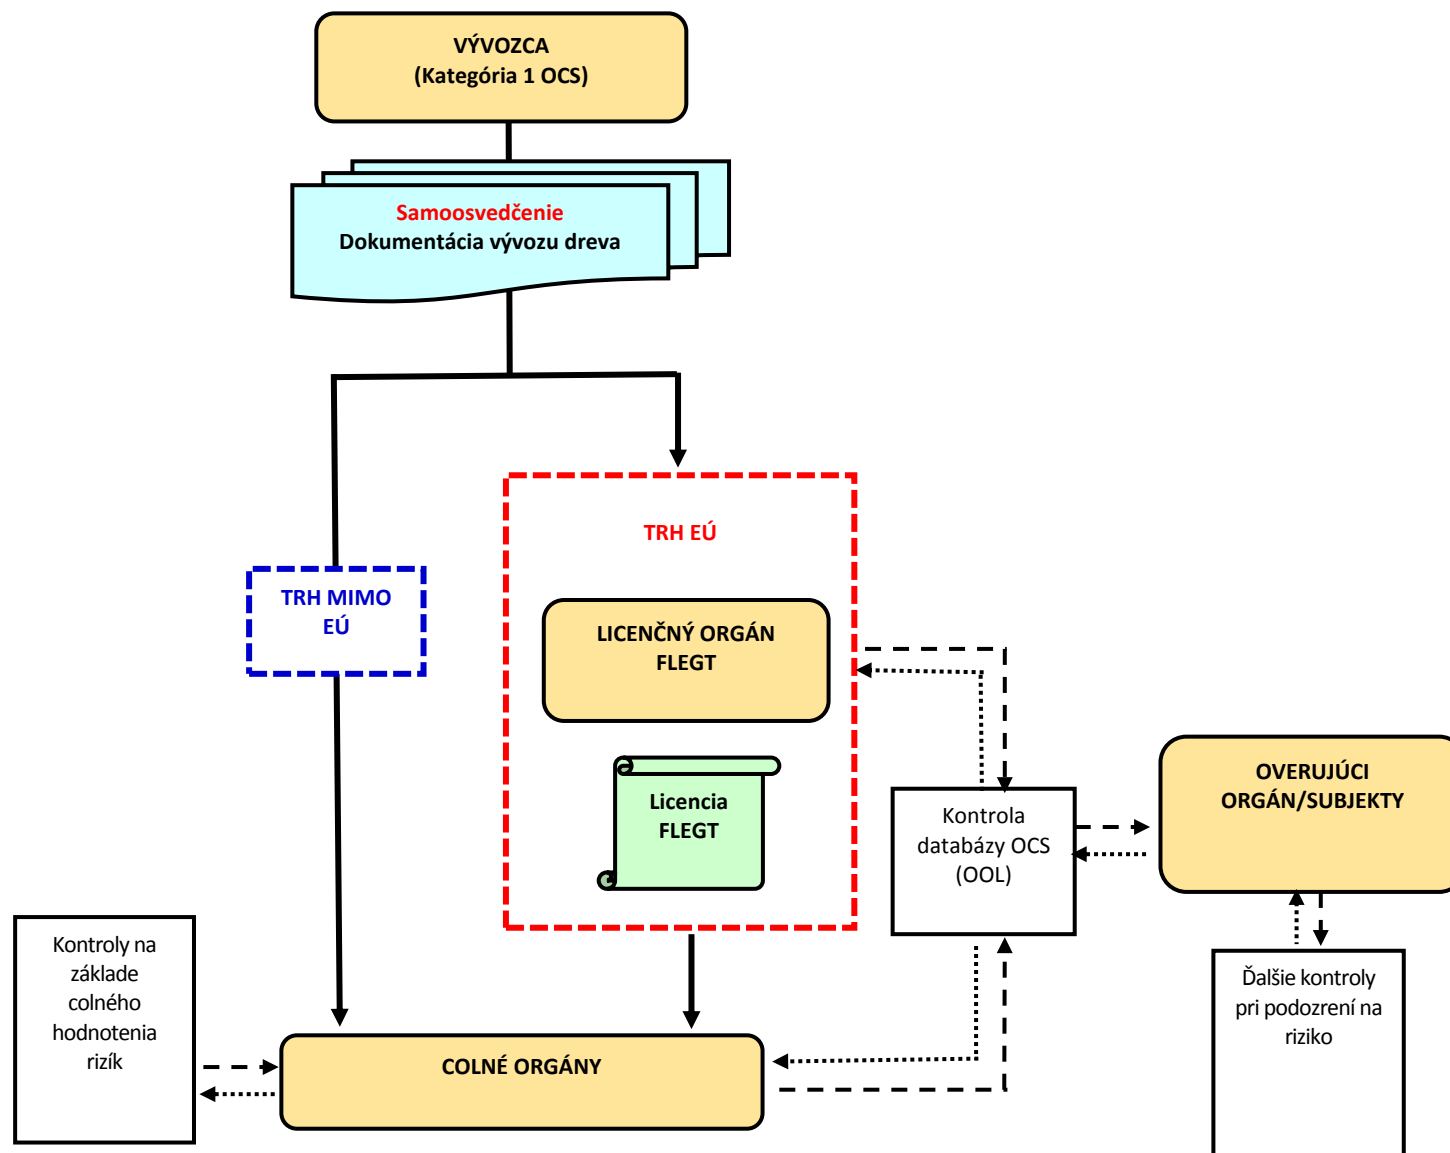 VÝVOZCA
(Kategória 1 OCS)
Samoosvedčenie
Dokumentácia vývozu dreva
TRH EÚ
TRH MIMO
EÚ
LICENČNÝ ORGÁN
FLEGT
Licencia
FLEGT
Kontrola
databázy OCS
(OOL)
OVERUJÚCI
ORGÁN/SUBJEKTY
Kontroly na
základe
colného
hodnotenia
rizík
Ďalšie kontroly
pri podozrení na
riziko
COLNÉ ORGÁNY